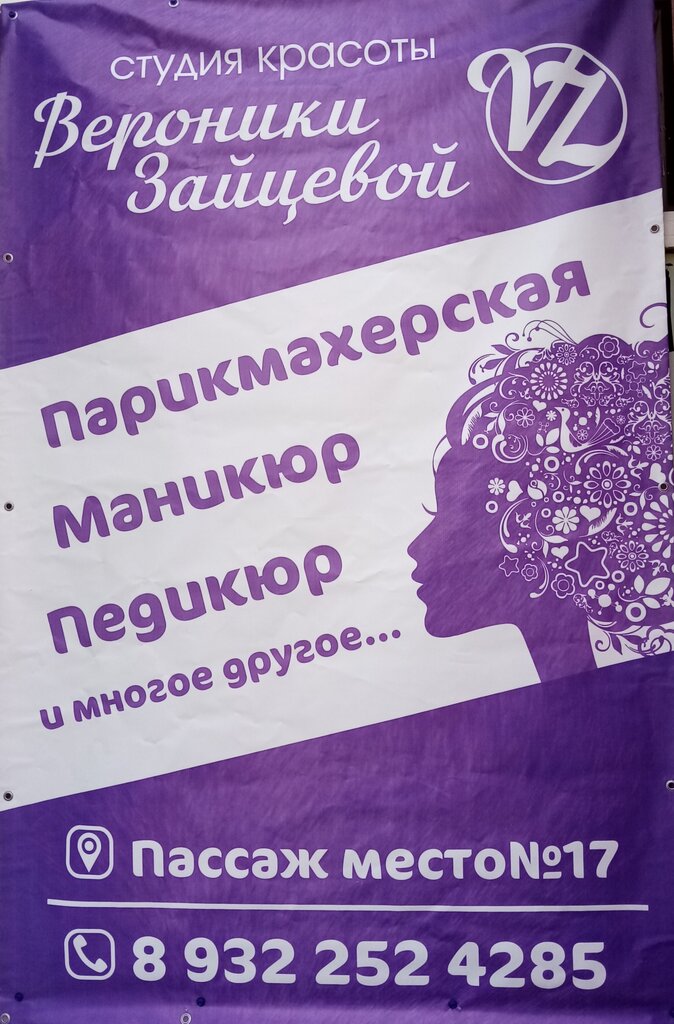 студия красоты
Вероники
Зайцевой
VZ
Парикмахерская
Маникюр
Педикюр
и многое другое...
Пассаж место№17
8 932 252 4285